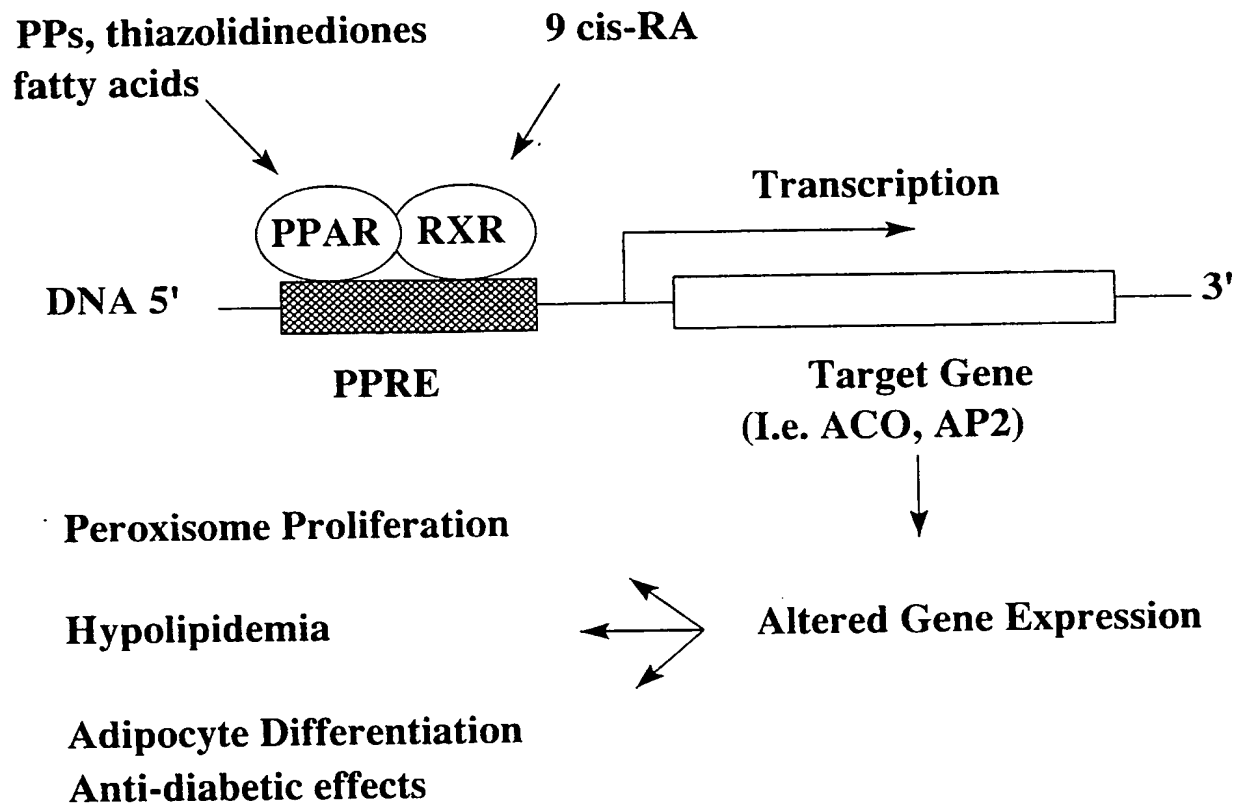 PPs, thiazolidinediones
fatty acids
9 cis-RA
Transcription
PPAR
RXR
DNA 5'
3'
PPRE
Target Gene
(I.e. ACO, AP2)
Peroxisome Proliferation
Hypolipidemia
Altered Gene Expression
Adipocyte Differentiation
Anti-diabetic effects